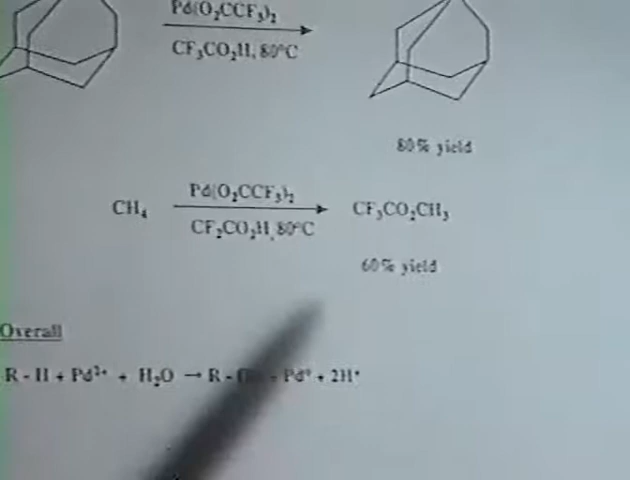 Pd(O₂CCF₃)₂
CF₃CO₂H, 80°C
80% yield
CH₄ Pd(O₂CCF₃)₂ CF₃CO₂CH₃
CF₃CO₂H, 80°C
60% yield
Overall
R - H + Pd²⁺ + H₂O → R - Pd⁰ + 2H⁺